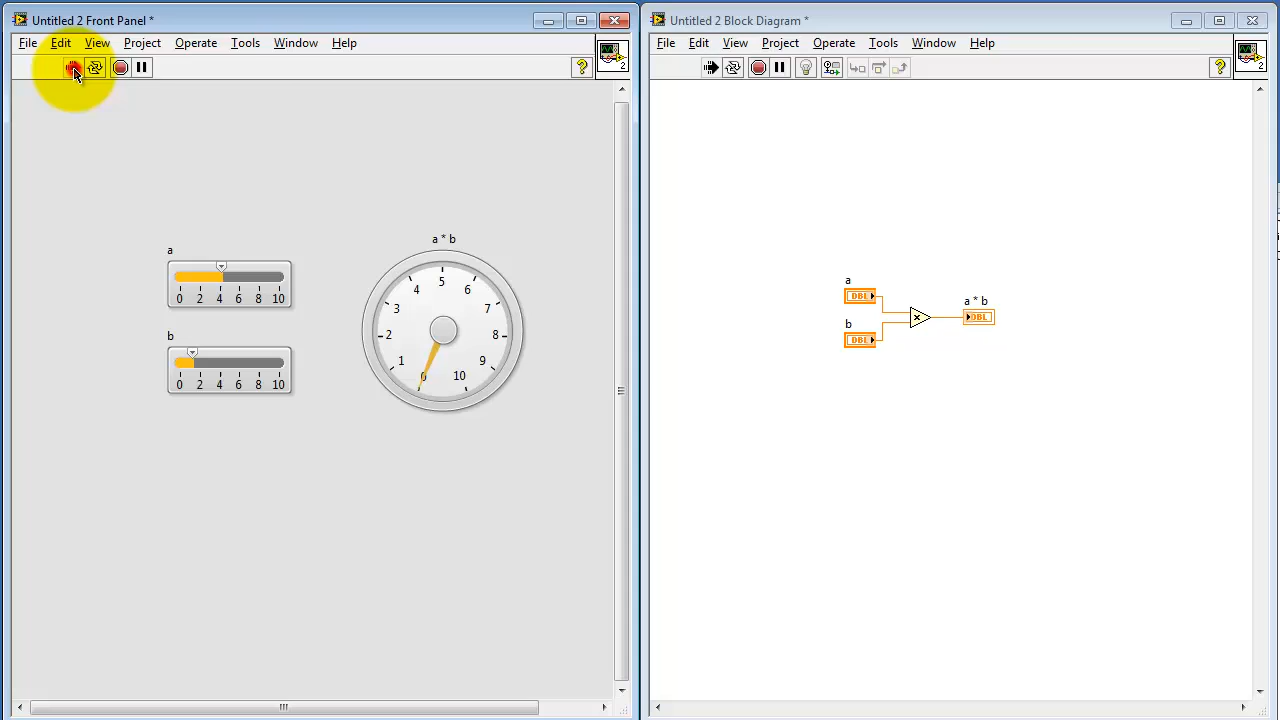 Untitled 2 Front Panel *
File Edit View Project Operate Tools Window Help
2
a
0 2 4 6 8 10
b
0 2 4 6 8 10
a * b
0 1 2 3 4 5 6 7 8 9 10
Untitled 2 Block Diagram *
File Edit View Project Operate Tools Window Help
2
a
DBL
b
DBL
a * b
DBL